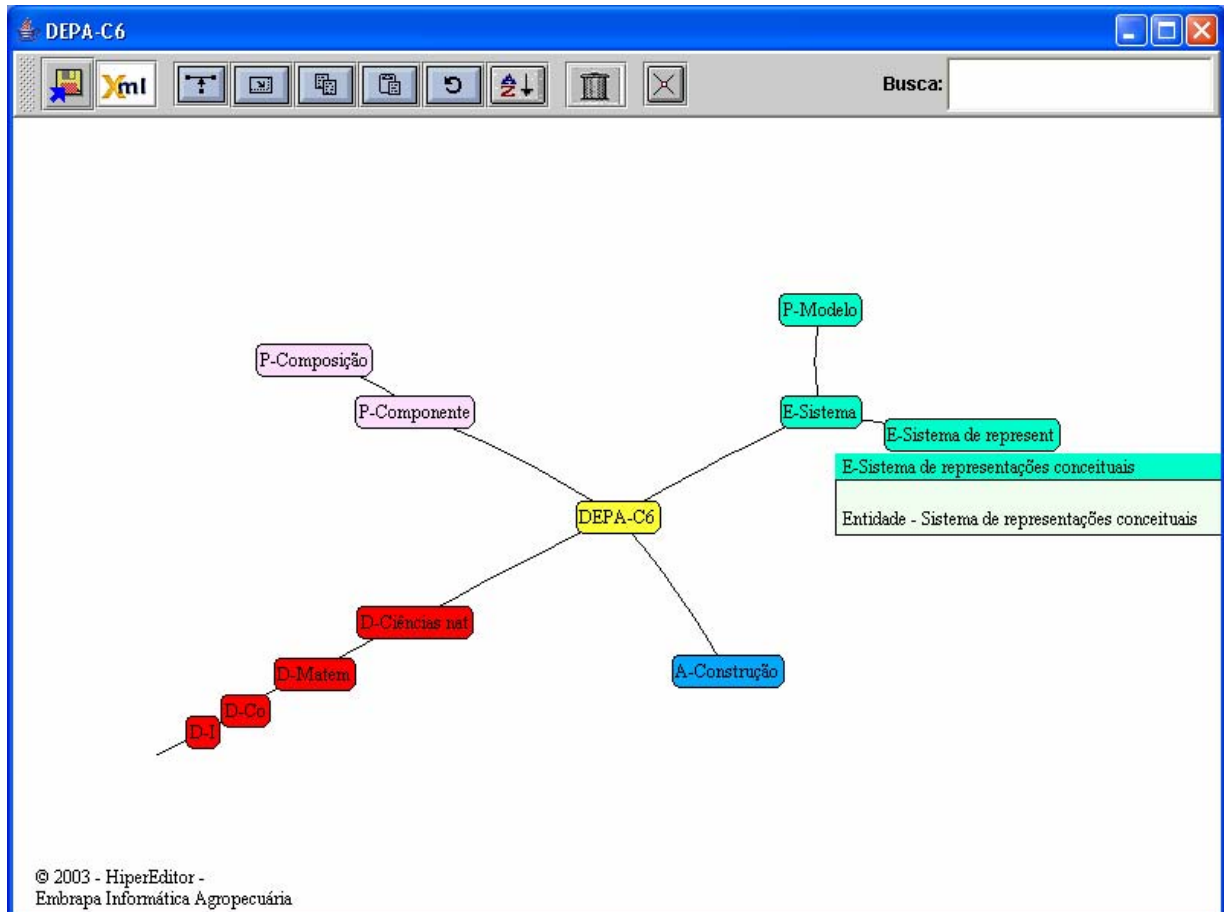 DEPA-C6
Xml
Busca:
P-Modelo
P-Composição
P-Componente
E-Sistema
E-Sistema de represent
E-Sistema de representações conceituais
Entidade - Sistema de representações conceituais
DEPA-C6
D-Ciências nat
D-Matem
A-Construção
D-Co
D-I
© 2003 - HiperEditor -
Embrapa Informática Agropecuária